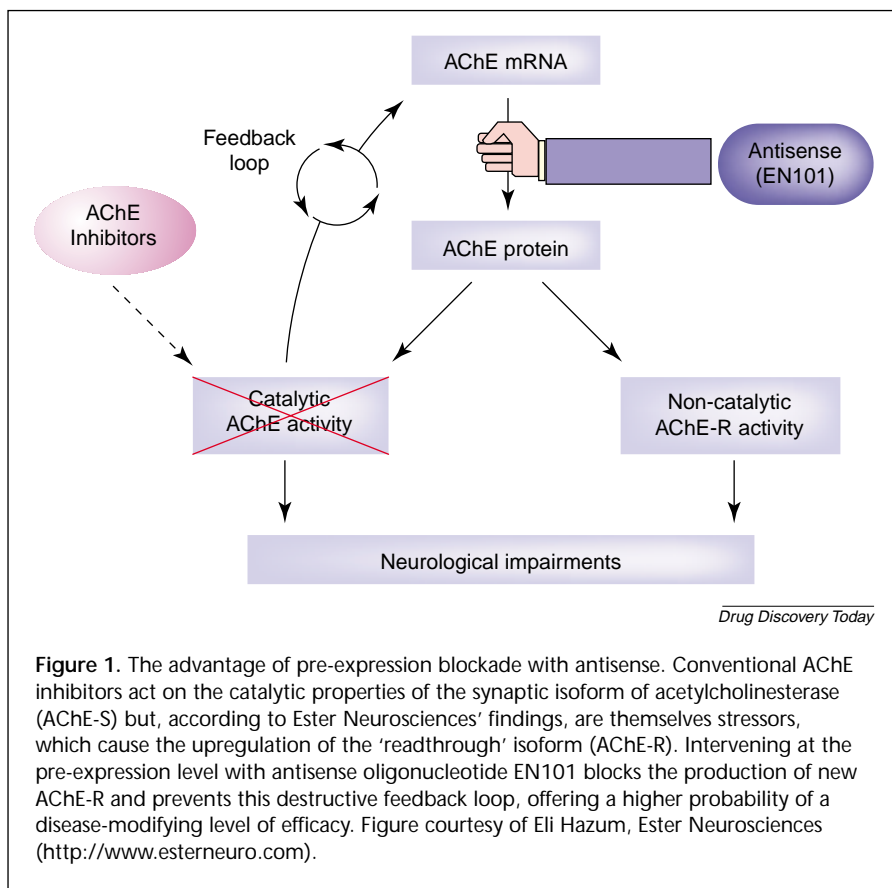 AChE mRNA
Feedback
loop
Antisense
(EN101)
AChE
Inhibitors
AChE protein
Catalytic
AChE activity
Non-catalytic
AChE-R activity
Neurological impairments
Drug Discovery Today
Figure 1. The advantage of pre-expression blockade with antisense. Conventional AChE
inhibitors act on the catalytic properties of the synaptic isoform of acetylcholinesterase
(AChE-S) but, according to Ester Neurosciences’ findings, are themselves stressors,
which cause the upregulation of the ‘readthrough’ isoform (AChE-R). Intervening at the
pre-expression level with antisense oligonucleotide EN101 blocks the production of new
AChE-R and prevents this destructive feedback loop, offering a higher probability of a
disease-modifying level of efficacy. Figure courtesy of Eli Hazum, Ester Neurosciences
(http://www.esterneuro.com).